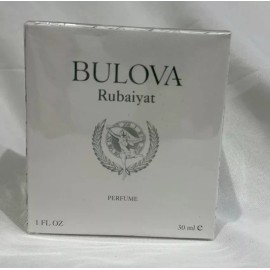 BULOVA
Rubaiyat
PERFUME
1 FL OZ 30 ml ℮